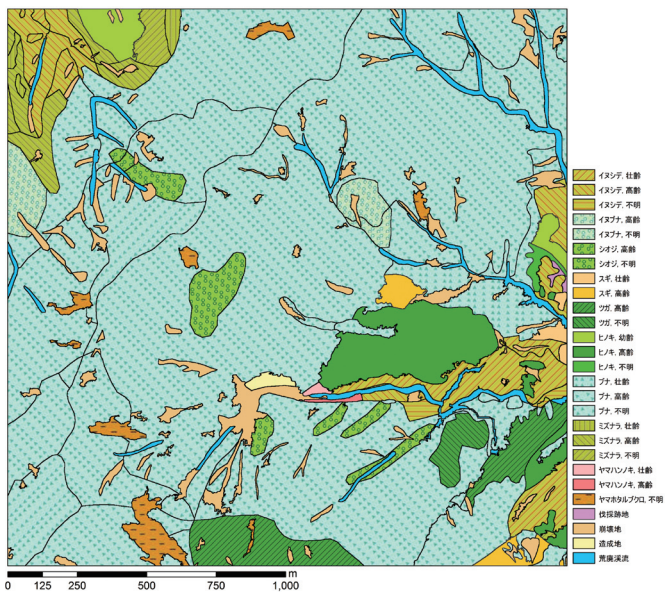 イヌシデ, 壮齢
イヌシデ, 高齢
イヌシデ, 不明
イヌブナ, 高齢
イヌブナ, 不明
シオジ, 高齢
シオジ, 不明
スギ, 壮齢
スギ, 高齢
ツガ, 高齢
ツガ, 不明
ヒノキ, 幼齢
ヒノキ, 高齢
ヒノキ, 不明
ブナ, 壮齢
ブナ, 高齢
ブナ, 不明
ミズナラ, 壮齢
ミズナラ, 高齢
ミズナラ, 不明
ヤマハンノキ, 壮齢
ヤマハンノキ, 高齢
ヤマホタルブクロ, 不明
伐採跡地
崩壊地
造成地
荒廃渓流
m
0 125 250 500 750 1,000